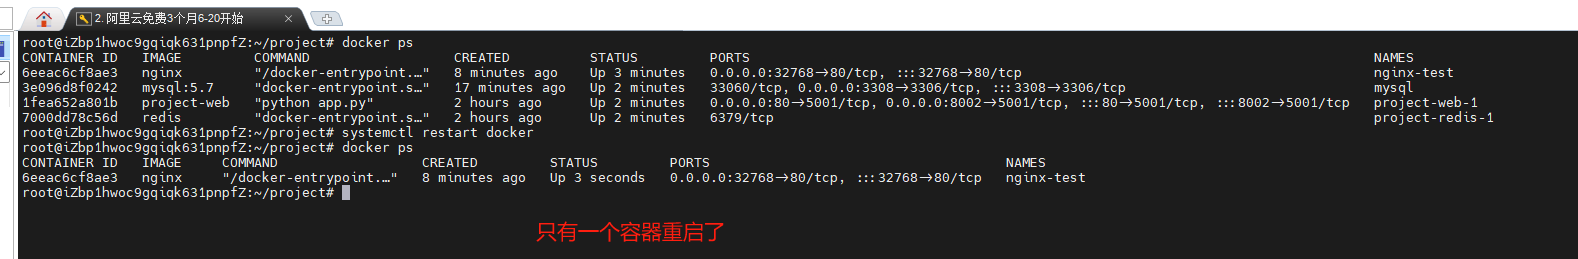 2. 阿里云免费3个月6-20开始
root@iZbp1hwoc9gqiqk631pnpfZ:~/project# docker ps
CONTAINER ID   IMAGE         COMMAND                  CREATED          STATUS         PORTS                                                                              NAMES
6eeac6cf8ae3   nginx         "/docker-entrypoint.…"   8 minutes ago    Up 3 minutes   0.0.0.0:32768->80/tcp, :::32768->80/tcp                                            nginx-test
3e096d8f0242   mysql:5.7     "docker-entrypoint.s…"   17 minutes ago   Up 2 minutes   33060/tcp, 0.0.0.0:3308->3306/tcp, :::3308->3306/tcp                               mysql
1fea652a801b   project-web   "python app.py"          2 hours ago      Up 2 minutes   0.0.0.0:80->5001/tcp, 0.0.0.0:8002->5001/tcp, :::80->5001/tcp, :::8002->5001/tcp   project-web-1
7000dd78c56d   redis         "docker-entrypoint.s…"   2 hours ago      Up 2 minutes   6379/tcp                                                                           project-redis-1
root@iZbp1hwoc9gqiqk631pnpfZ:~/project# systemctl restart docker
root@iZbp1hwoc9gqiqk631pnpfZ:~/project# docker ps
CONTAINER ID   IMAGE     COMMAND                  CREATED         STATUS         PORTS                                     NAMES
6eeac6cf8ae3   nginx     "/docker-entrypoint.…"   8 minutes ago   Up 3 seconds   0.0.0.0:32768->80/tcp, :::32768->80/tcp   nginx-test
root@iZbp1hwoc9gqiqk631pnpfZ:~/project#
只有一个容器重启了